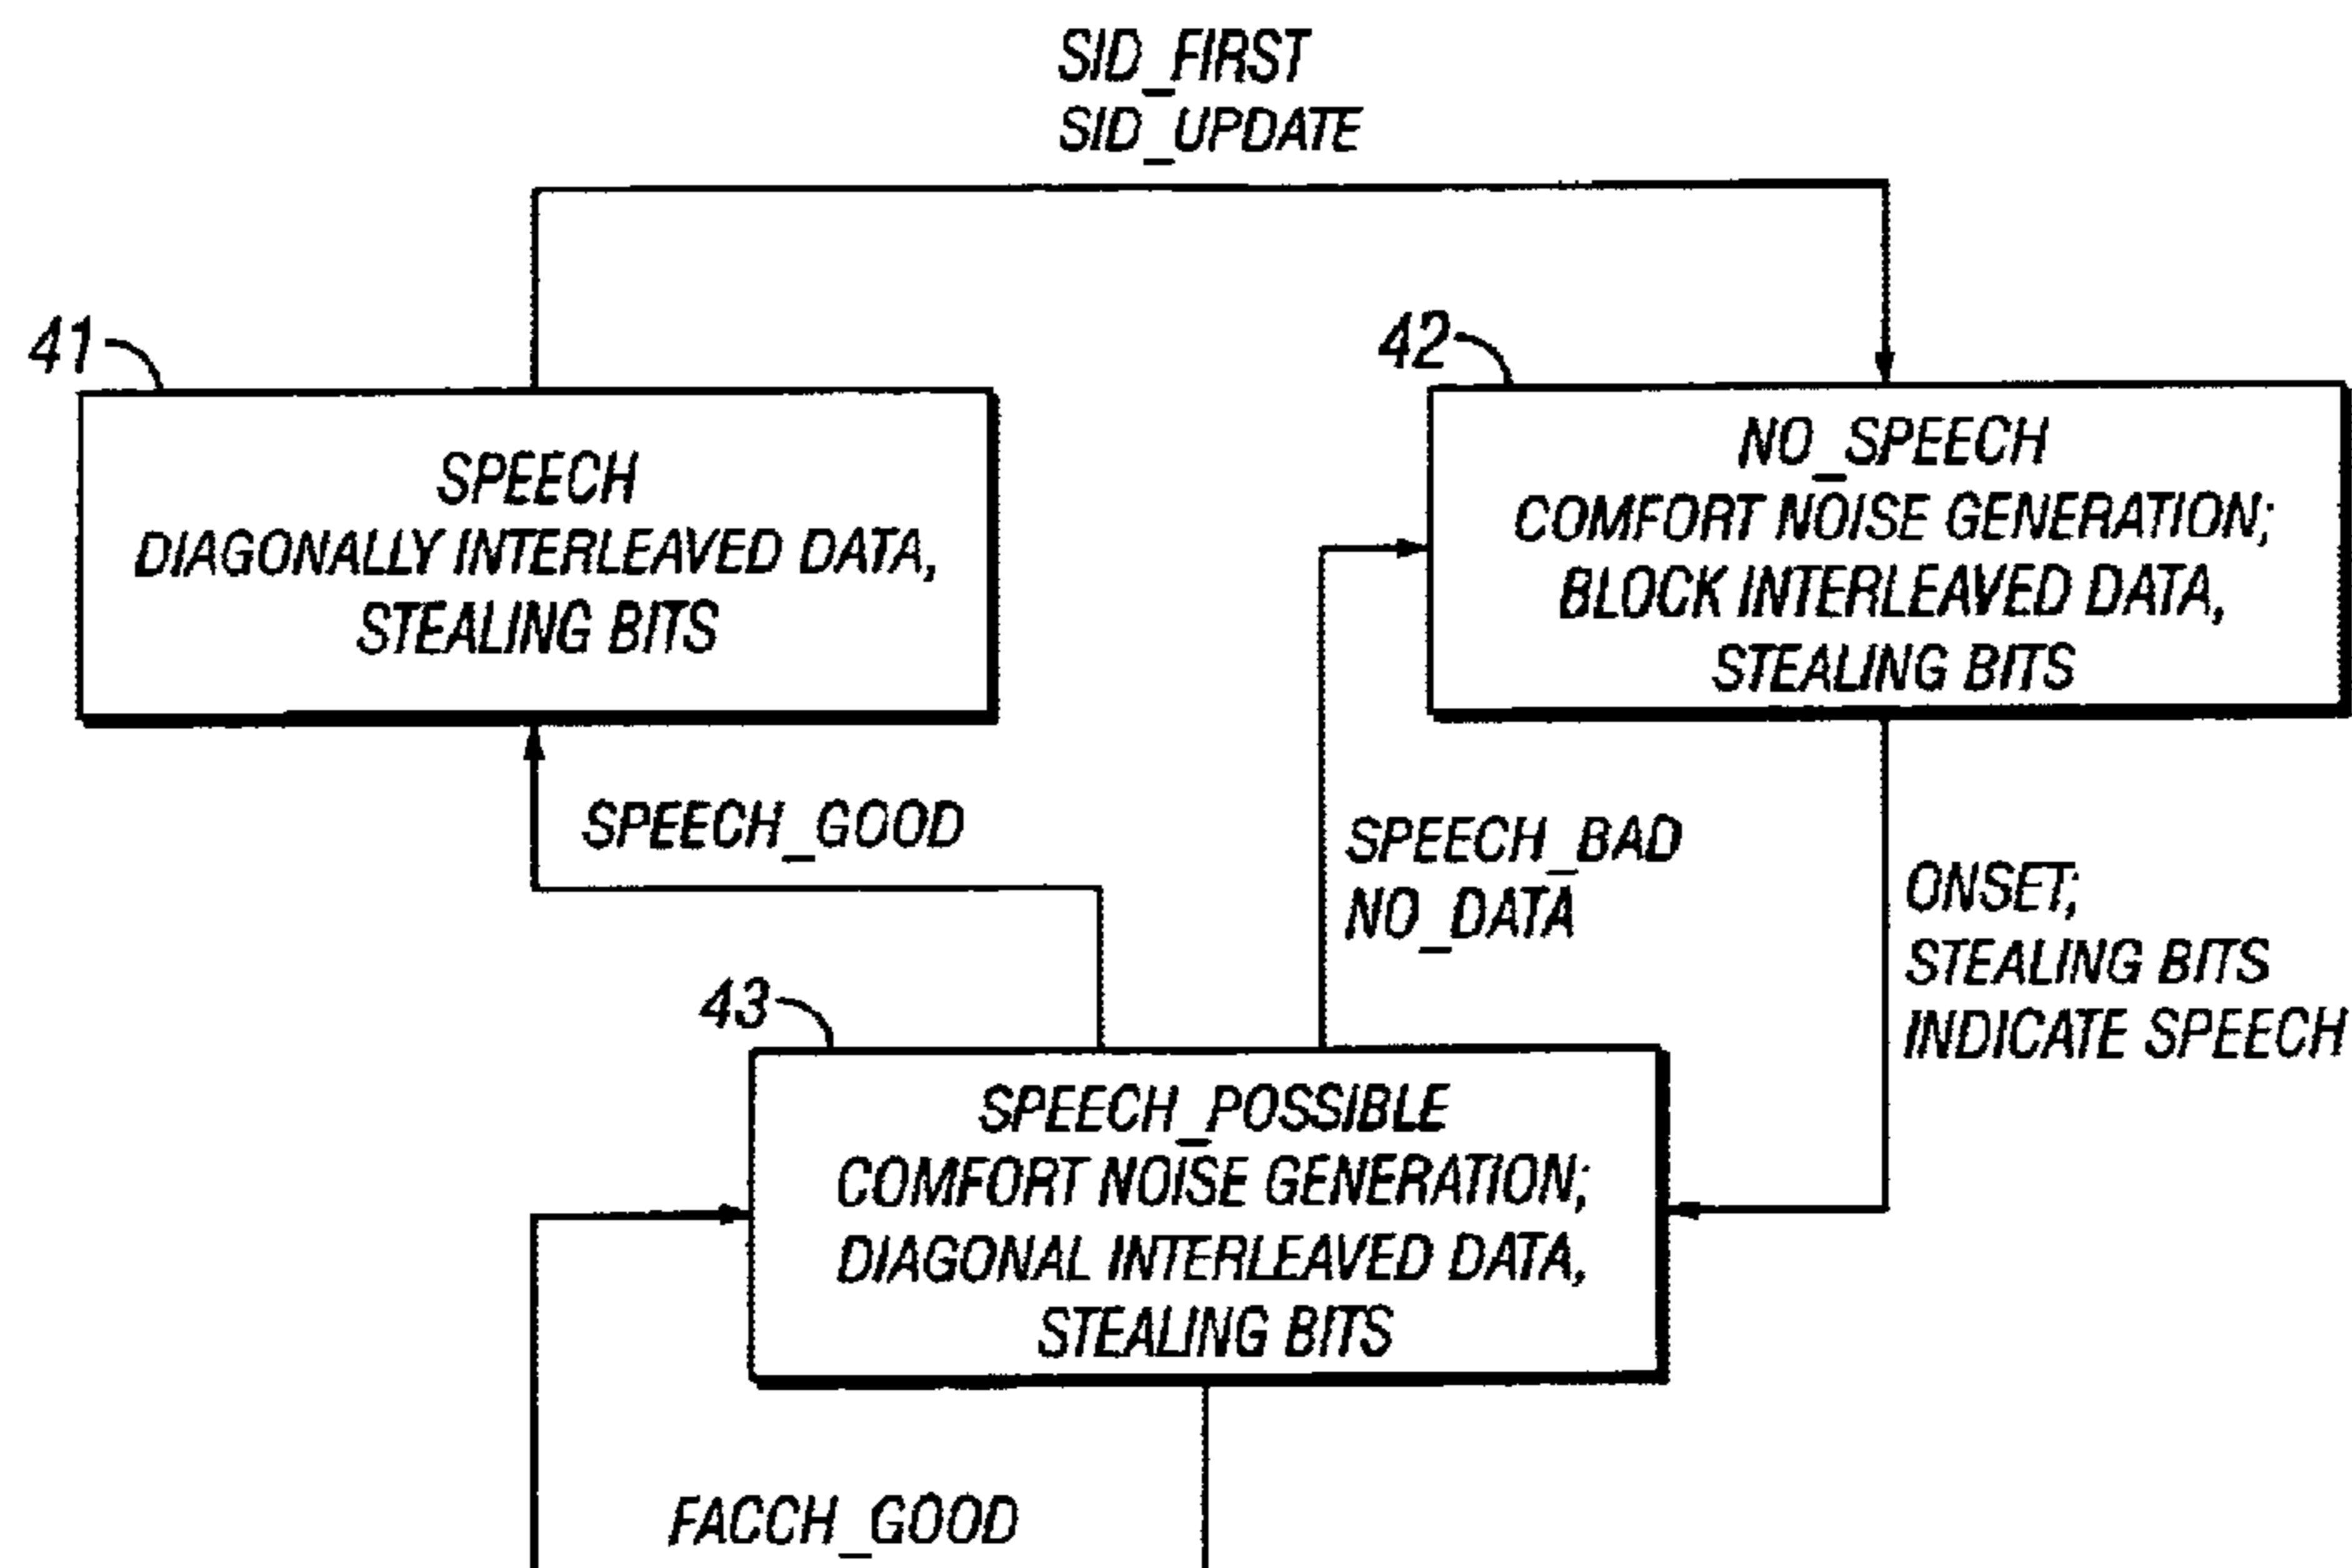 SID_FIRST
SID_UPDATE
41
42
SPEECH
DIAGONALLY INTERLEAVED DATA,
STEALING BITS
NO_SPEECH
COMFORT NOISE GENERATION;
BLOCK INTERLEAVED DATA,
STEALING BITS
SPEECH_GOOD
SPEECH_BAD
NO_DATA
ONSET;
STEALING BITS
INDICATE SPEECH
43
SPEECH_POSSIBLE
COMFORT NOISE GENERATION;
DIAGONAL INTERLEAVED DATA,
STEALING BITS
FACCH_GOOD